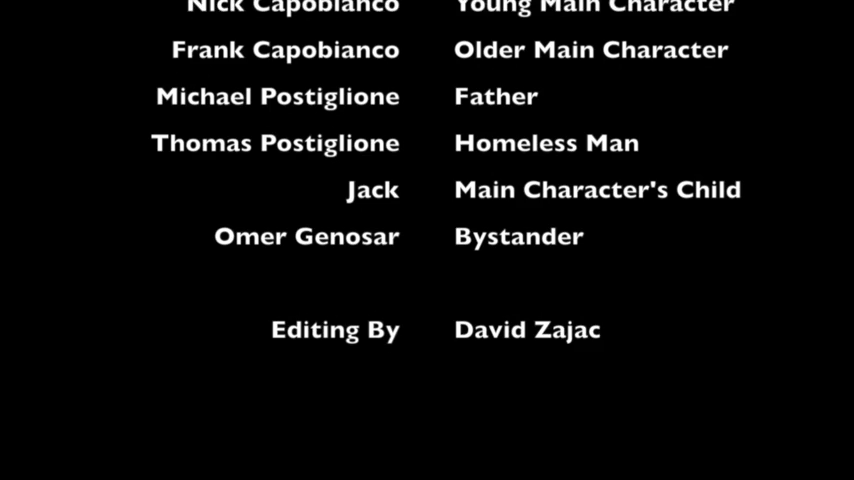 Nick Capobianco Young Main Character
Frank Capobianco Older Main Character
Michael Postiglione Father
Thomas Postiglione Homeless Man
Jack Main Character's Child
Omer Genosar Bystander
Editing By David Zajac